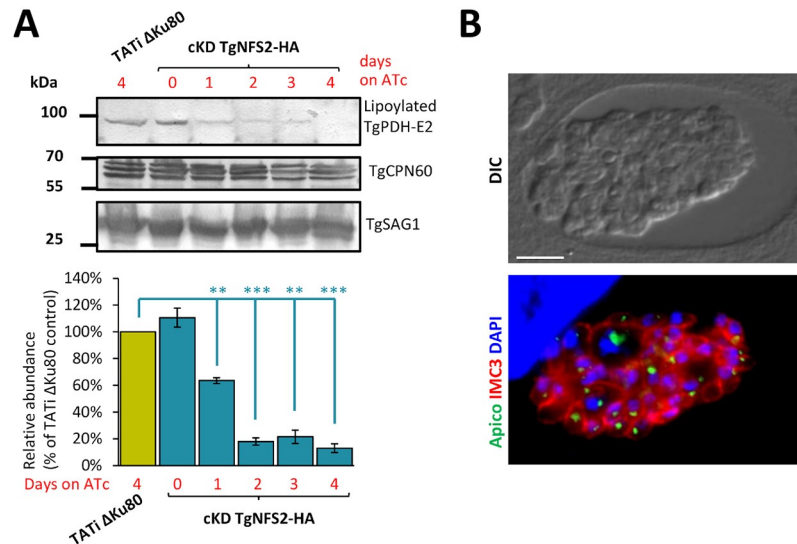 A
TATi ΔKu80
cKD TgNFS2-HA
days
on ATc
kDa
4 0 1 2 3 4
100
Lipoylated
TgPDH-E2
70
TgCPN60
55
TgSAG1
25
140%
120%
100%
80%
60%
40%
20%
0%
** *** ** ***
Relative abundance
(% of TATi ΔKu80 control)
Days on ATc 4 0 1 2 3 4
TATi ΔKu80
cKD TgNFS2-HA
B
DIC
Apico IMC3 DAPI